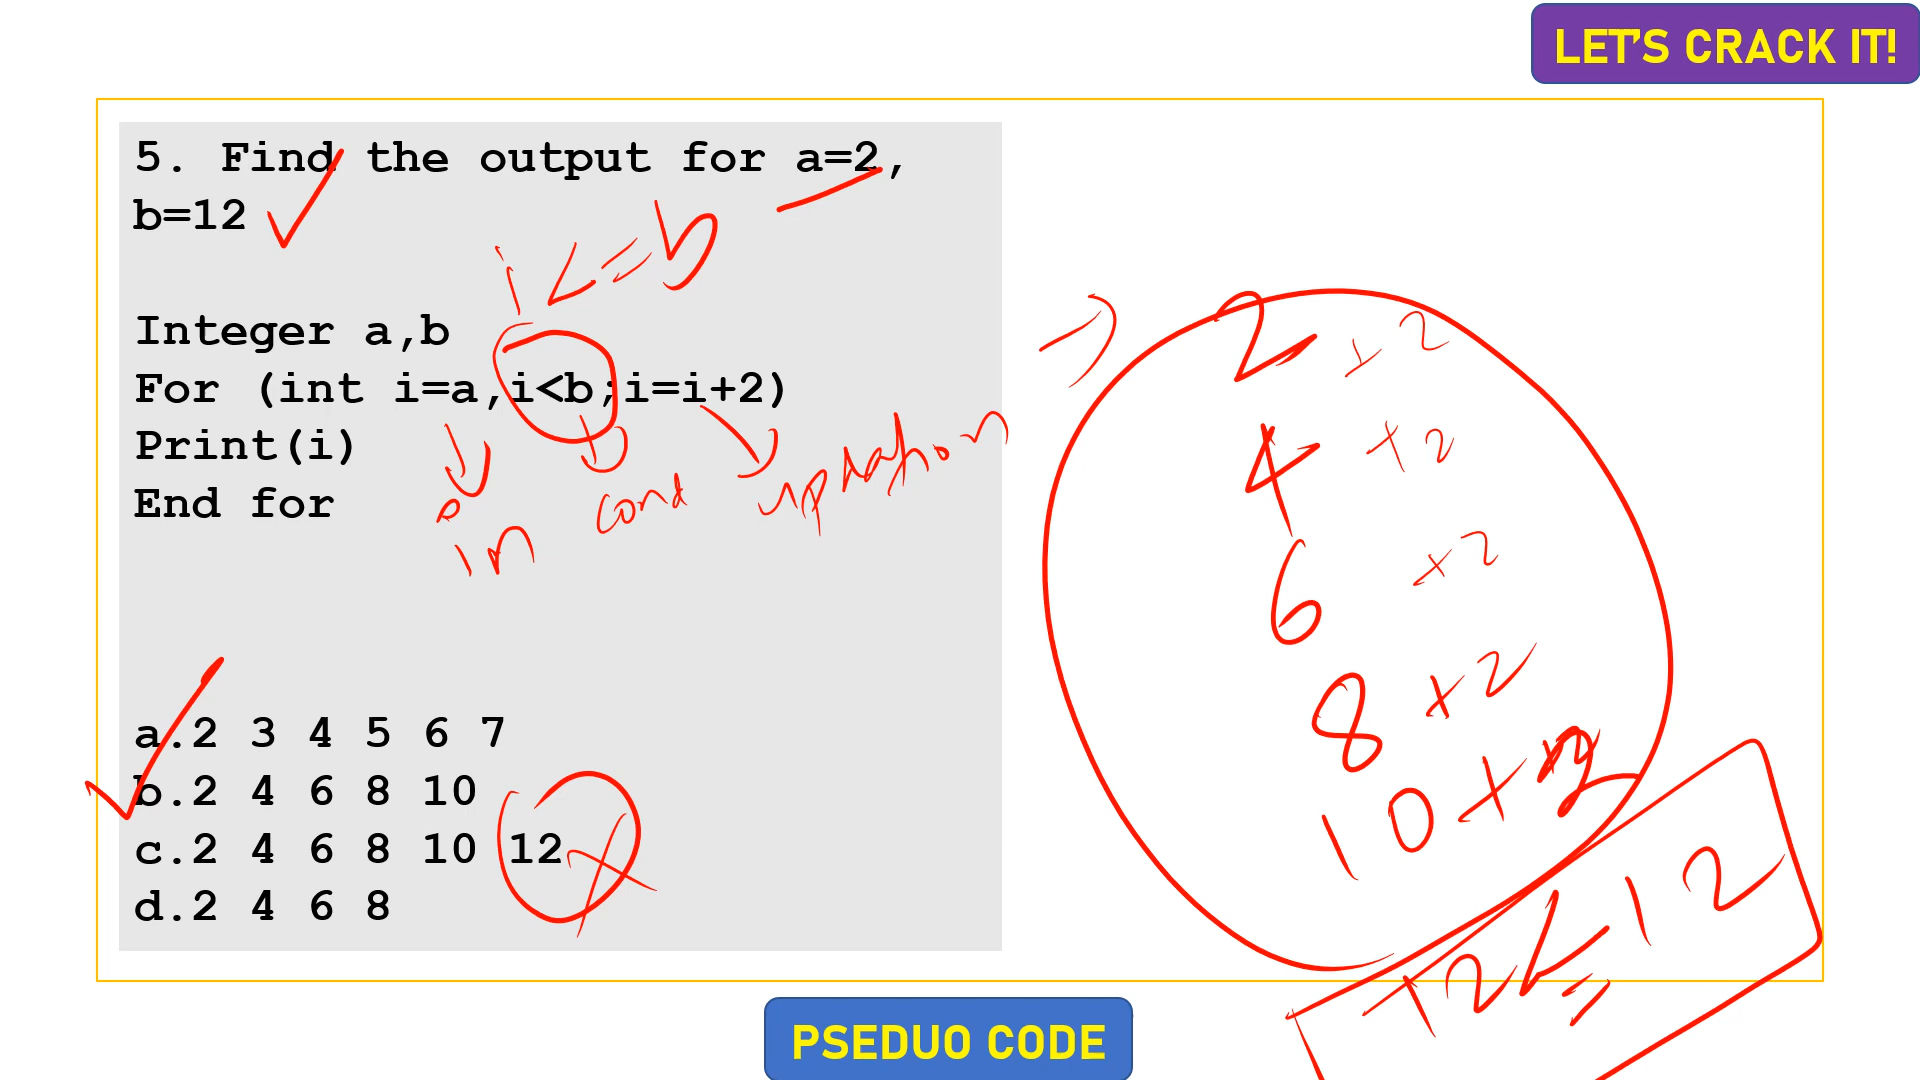 LET'S CRACK IT!
5. Find the output for a=2,
b=12
i<=b
Integer a,b
For (int i=a,i<b;i=i+2)
Print(i)
End for
in
cond
updation
2 +2
4 +2
6 +2
8 +2
10+2
12<=12
a.2 3 4 5 6 7
b.2 4 6 8 10
c.2 4 6 8 10 12
d.2 4 6 8
PSEDUO CODE